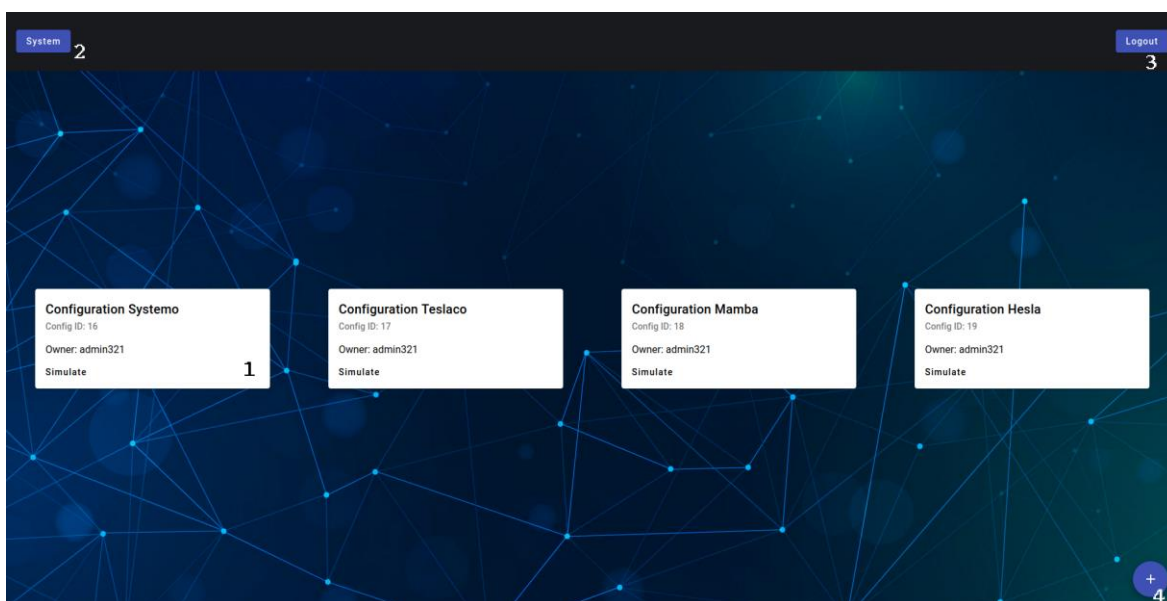 System
2
Logout
3
Configuration Systemo
Config ID: 16
Owner: admin321
Simulate
1
Configuration Teslaco
Config ID: 17
Owner: admin321
Simulate
Configuration Mamba
Config ID: 18
Owner: admin321
Simulate
Configuration Hesla
Config ID: 19
Owner: admin321
Simulate
+
4